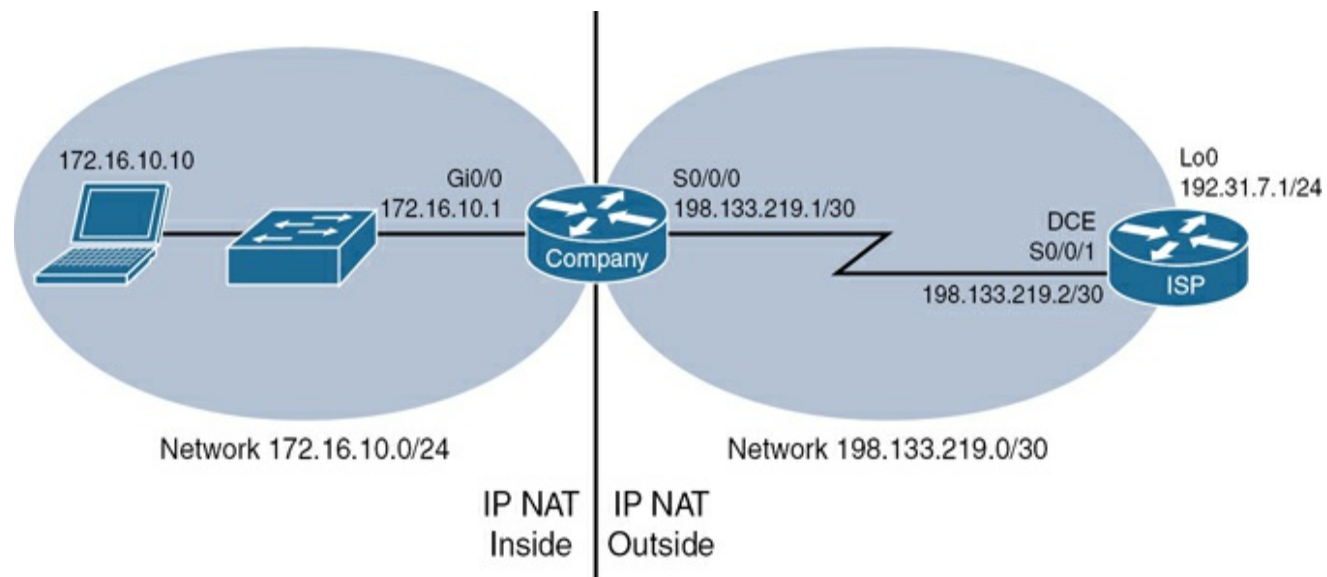 172.16.10.10
Gi0/0
172.16.10.1
Company
S0/0/0
198.133.219.1/30
DCE
S0/0/1
198.133.219.2/30
Lo0
192.31.7.1/24
ISP
Network 172.16.10.0/24
Network 198.133.219.0/30
IP NAT
Inside
IP NAT
Outside